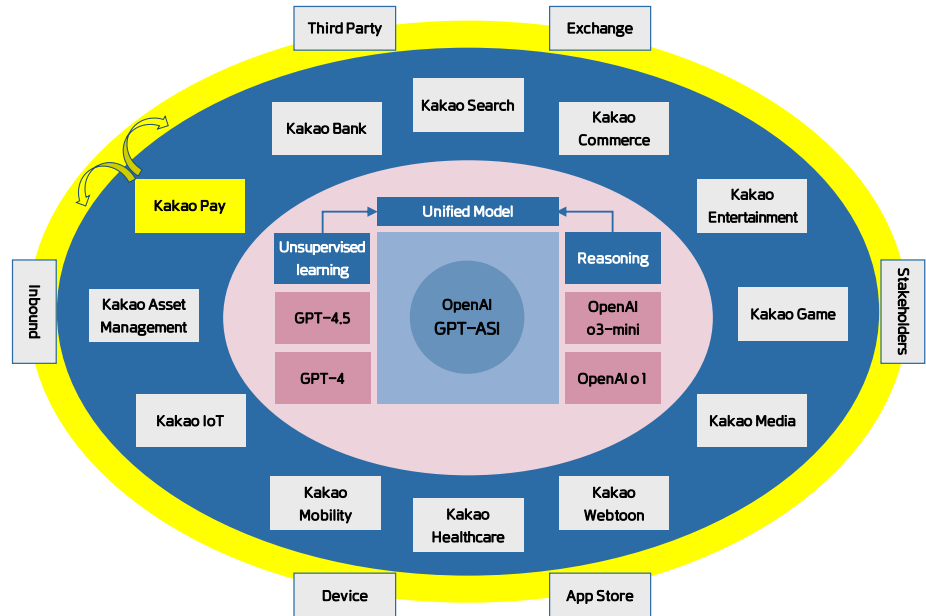 Third Party
Exchange
Kakao Search
Kakao Bank
Kakao
Commerce
Kakao Pay
Kakao
Entertainment
Unified Model
Unsupervised
learning
Reasoning
Inbound
Stakeholders
Kakao Asset
Management
GPT-4.5
OpenAI
GPT-ASI
OpenAI
o3-mini
Kakao Game
GPT-4
OpenAI o1
Kakao IoT
Kakao Media
Kakao
Mobility
Kakao
Healthcare
Kakao
Webtoon
Device
App Store